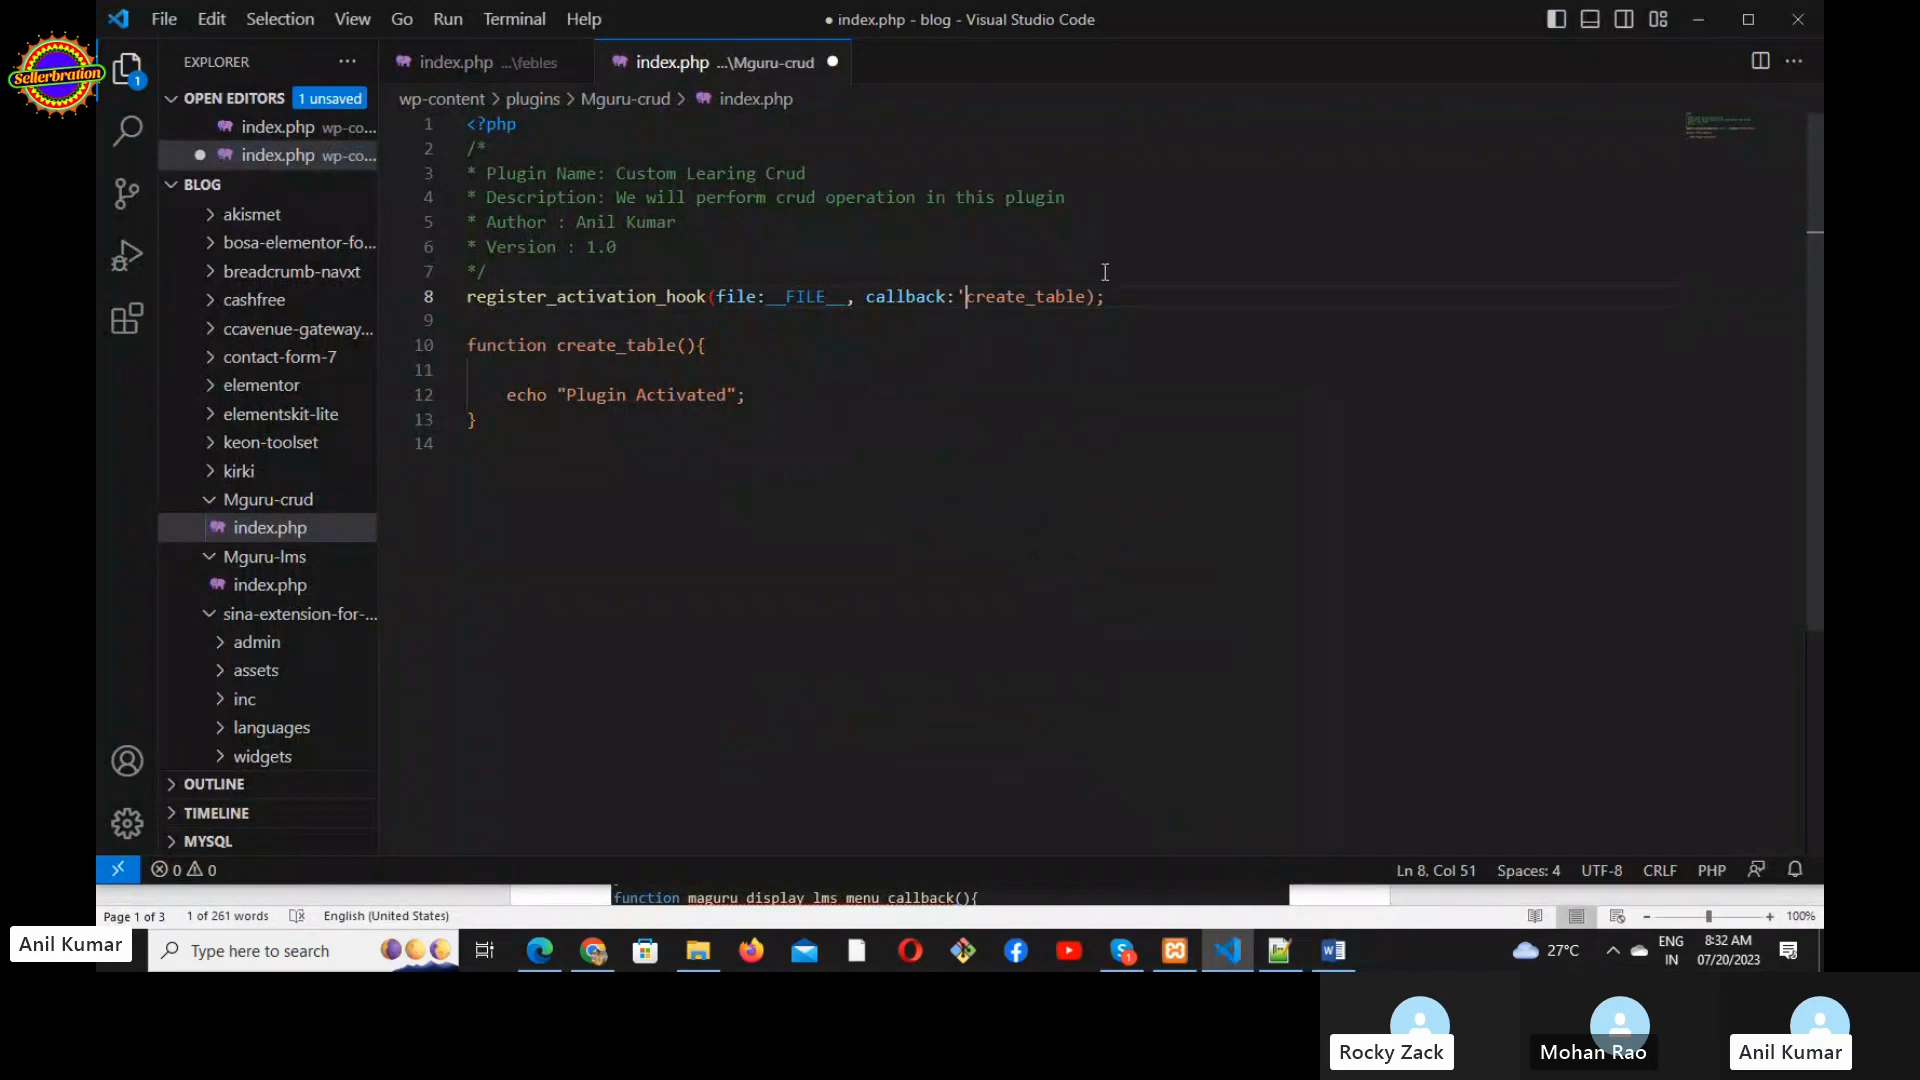 File Edit Selection View Go Run Terminal Help
● index.php - blog - Visual Studio Code
Sellerbration
EXPLORER
index.php ...\febles
index.php ...\Mguru-crud
OPEN EDITORS 1 unsaved
wp-content > plugins > Mguru-crud > index.php
index.php wp-co...
index.php wp-co...
BLOG
akismet
bosa-elementor-fo...
breadcrumb-navxt
cashfree
ccavenue-gateway...
contact-form-7
elementor
elementskit-lite
keon-toolset
kirki
Mguru-crud
index.php
Mguru-lms
index.php
sina-extension-for-...
admin
assets
inc
languages
widgets
OUTLINE
TIMELINE
MYSQL
1 <?php
2 /*
3 * Plugin Name: Custom Learing Crud
4 * Description: We will perform crud operation in this plugin
5 * Author : Anil Kumar
6 * Version : 1.0
7 */
8 register_activation_hook(file:__FILE__, callback:'create_table);
9
10 function create_table(){
11
12 echo "Plugin Activated";
13 }
14
1
0 0
Ln 8, Col 51 Spaces: 4 UTF-8 CRLF PHP
function maguru_display_lms_menu_callback(){
Page 1 of 3 1 of 261 words English (United States)
100%
Anil Kumar
Type here to search
1
27°C
ENG
IN
8:32 AM
07/20/2023
Rocky Zack
Mohan Rao
Anil Kumar